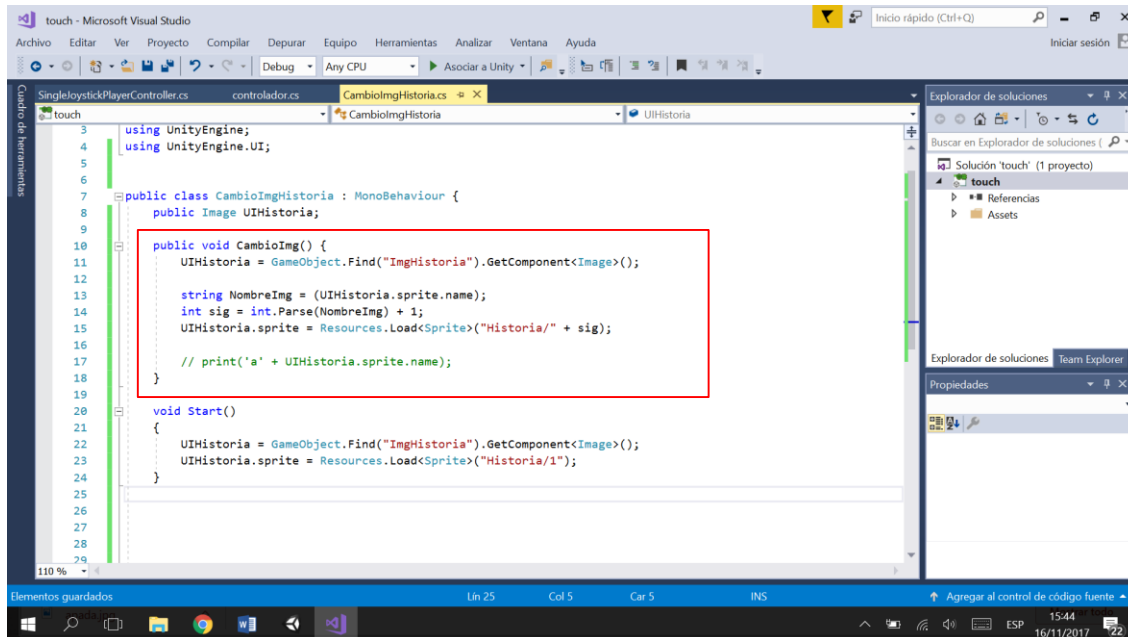 touch - Microsoft Visual Studio
Inicio rápido (Ctrl+Q)
Archivo Editar Ver Proyecto Compilar Depurar Equipo Herramientas Analizar Ventana Ayuda
Iniciar sesión
Debug Any CPU Asociar a Unity
Cuadro de herramientas
SingleJoystickPlayerController.cs controlador.cs CambioImgHistoria.cs
touch CambioImgHistoria UIHistoria
3 using UnityEngine;
4 using UnityEngine.UI;
5
6
7 public class CambioImgHistoria : MonoBehaviour {
8 public Image UIHistoria;
9
10 public void CambioImg() {
11 UIHistoria = GameObject.Find("ImgHistoria").GetComponent<Image>();
12
13 string NombreImg = (UIHistoria.sprite.name);
14 int sig = int.Parse(NombreImg) + 1;
15 UIHistoria.sprite = Resources.Load<Sprite>("Historia/" + sig);
16
17 // print('a' + UIHistoria.sprite.name);
18 }
19
20 void Start()
21 {
22 UIHistoria = GameObject.Find("ImgHistoria").GetComponent<Image>();
23 UIHistoria.sprite = Resources.Load<Sprite>("Historia/1");
24 }
25
26
27
28
29
110 %
Explorador de soluciones
Buscar en Explorador de soluciones (
Solución 'touch' (1 proyecto)
touch
Referencias
Assets
Explorador de soluciones Team Explorer
Propiedades
Elementos guardados Lín 25 Col 5 Car 5 INS Agregar al control de código fuente
ESP
15:44
16/11/2017
22